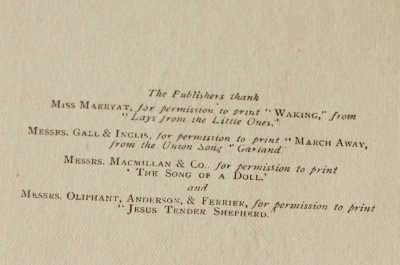 The Publishers thank
MISS MARRYAT, for permission to print "WAKING," from
"Lays from the Little Ones."
MESSRS. GALL & INGLIS, for permission to print "MARCH AWAY,
from the Union Song "Garland
MESSRS. MACMILLAN & CO., for permission to print
'THE SONG OF A DOLL.'
and
MESSRS. OLIPHANT, ANDERSON, & FERRIER, for permission to print
"JESUS TENDER SHEPHERD."